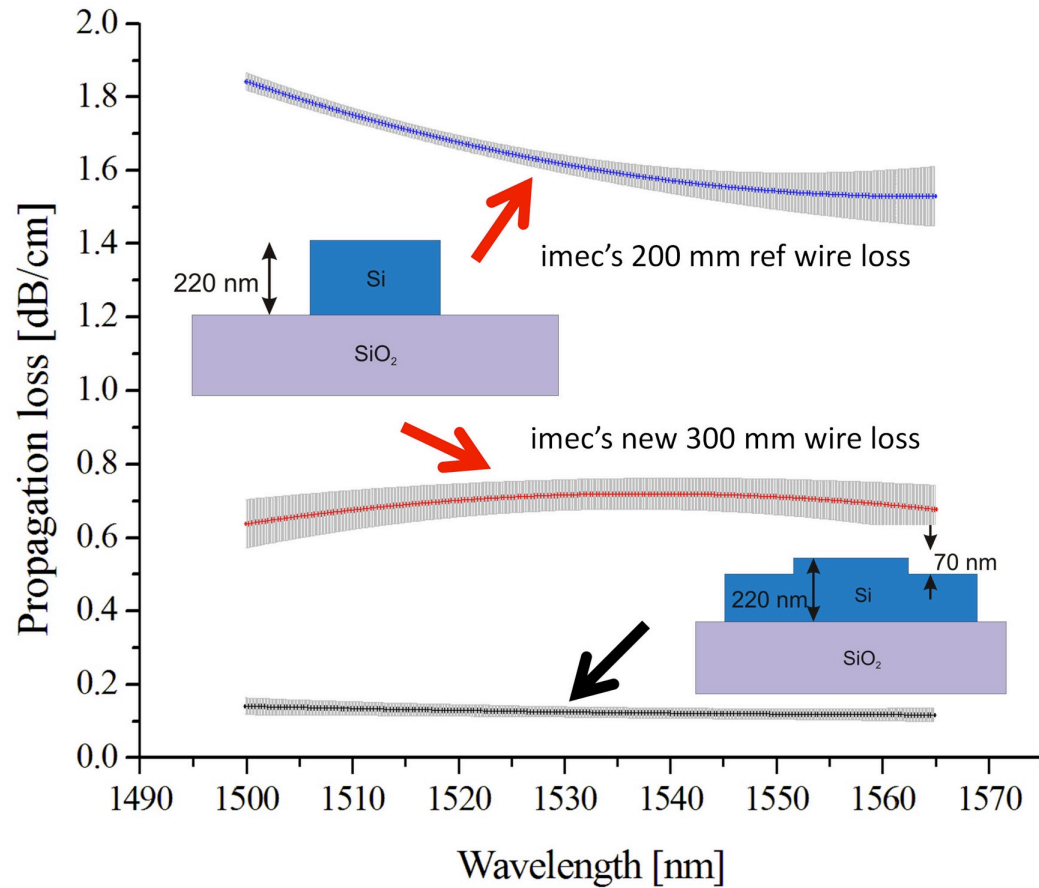 Propagation loss [dB/cm]
2.0
1.8
1.6
1.4
1.2
1.0
0.8
0.6
0.4
0.2
0.0
imec's 200 mm ref wire loss
220 nm
Si
SiO2
imec's new 300 mm wire loss
70 nm
220 nm
Si
SiO2
1490 1500 1510 1520 1530 1540 1550 1560 1570
Wavelength [nm]